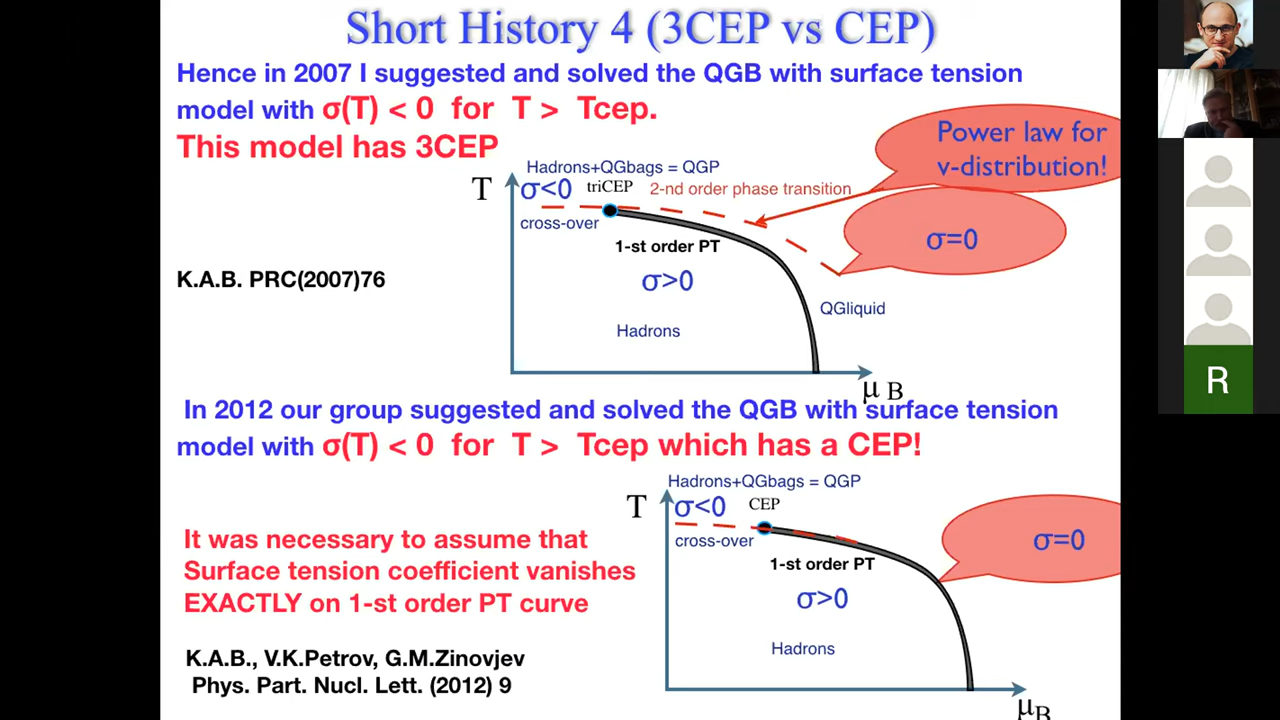 Short History 4 (3CEP vs CEP)
Hence in 2007 I suggested and solved the QGB with surface tension
model with σ(T) < 0 for T > Tcep.
This model has 3CEP
Power law for
v-distribution!
Hadrons+QGbags = QGP
T
σ<0
triCEP
2-nd order phase transition
cross-over
1-st order PT
σ=0
σ>0
K.A.B. PRC(2007)76
QGliquid
Hadrons
μ B
In 2012 our group suggested and solved the QGB with surface tension
model with σ(T) < 0 for T > Tcep which has a CEP!
Hadrons+QGbags = QGP
T
σ<0
CEP
cross-over
1-st order PT
σ=0
σ>0
It was necessary to assume that
Surface tension coefficient vanishes
EXACTLY on 1-st order PT curve
Hadrons
K.A.B., V.K.Petrov, G.M.Zinovjev
Phys. Part. Nucl. Lett. (2012) 9
μB
R